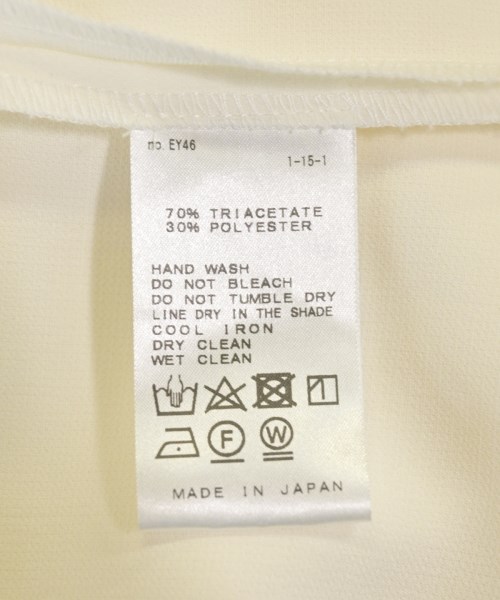 no. EY46
1-15-1
70% TRIACETATE
30% POLYESTER
HAND WASH
DO NOT BLEACH
DO NOT TUMBLE DRY
LINE DRY IN THE SHADE
COOL IRON
DRY CLEAN
WET CLEAN
F W
MADE IN JAPAN